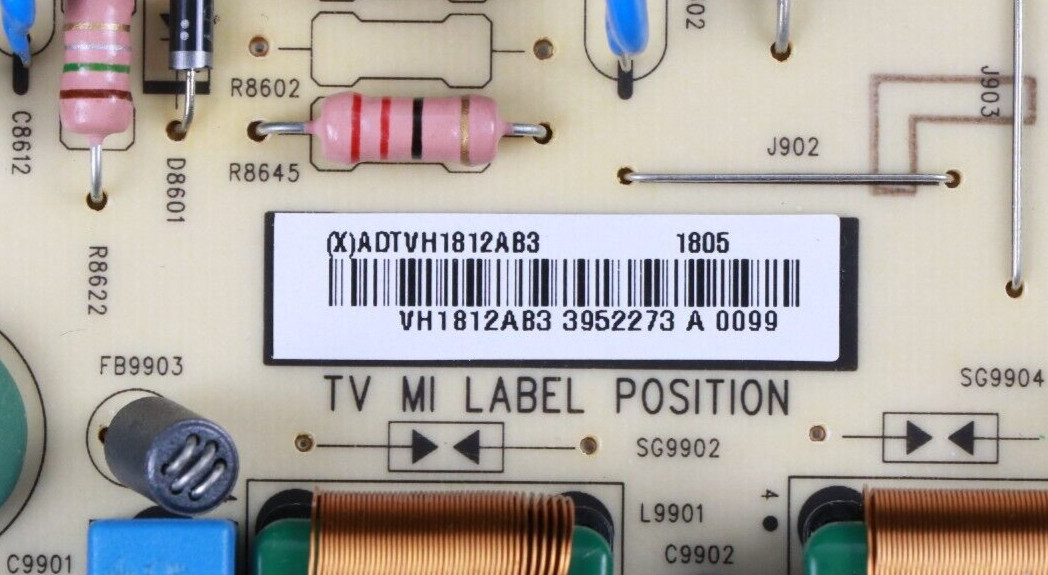 02
R8602
J903
C8612
J902
R8645
D8601
(X)ADTVH1812AB3 1805
VH1812AB3 3952273 A 0099
R8622
FB9903
TV MI LABEL POSITION
SG9904
SG9902
4
L9901
C9902
C9901